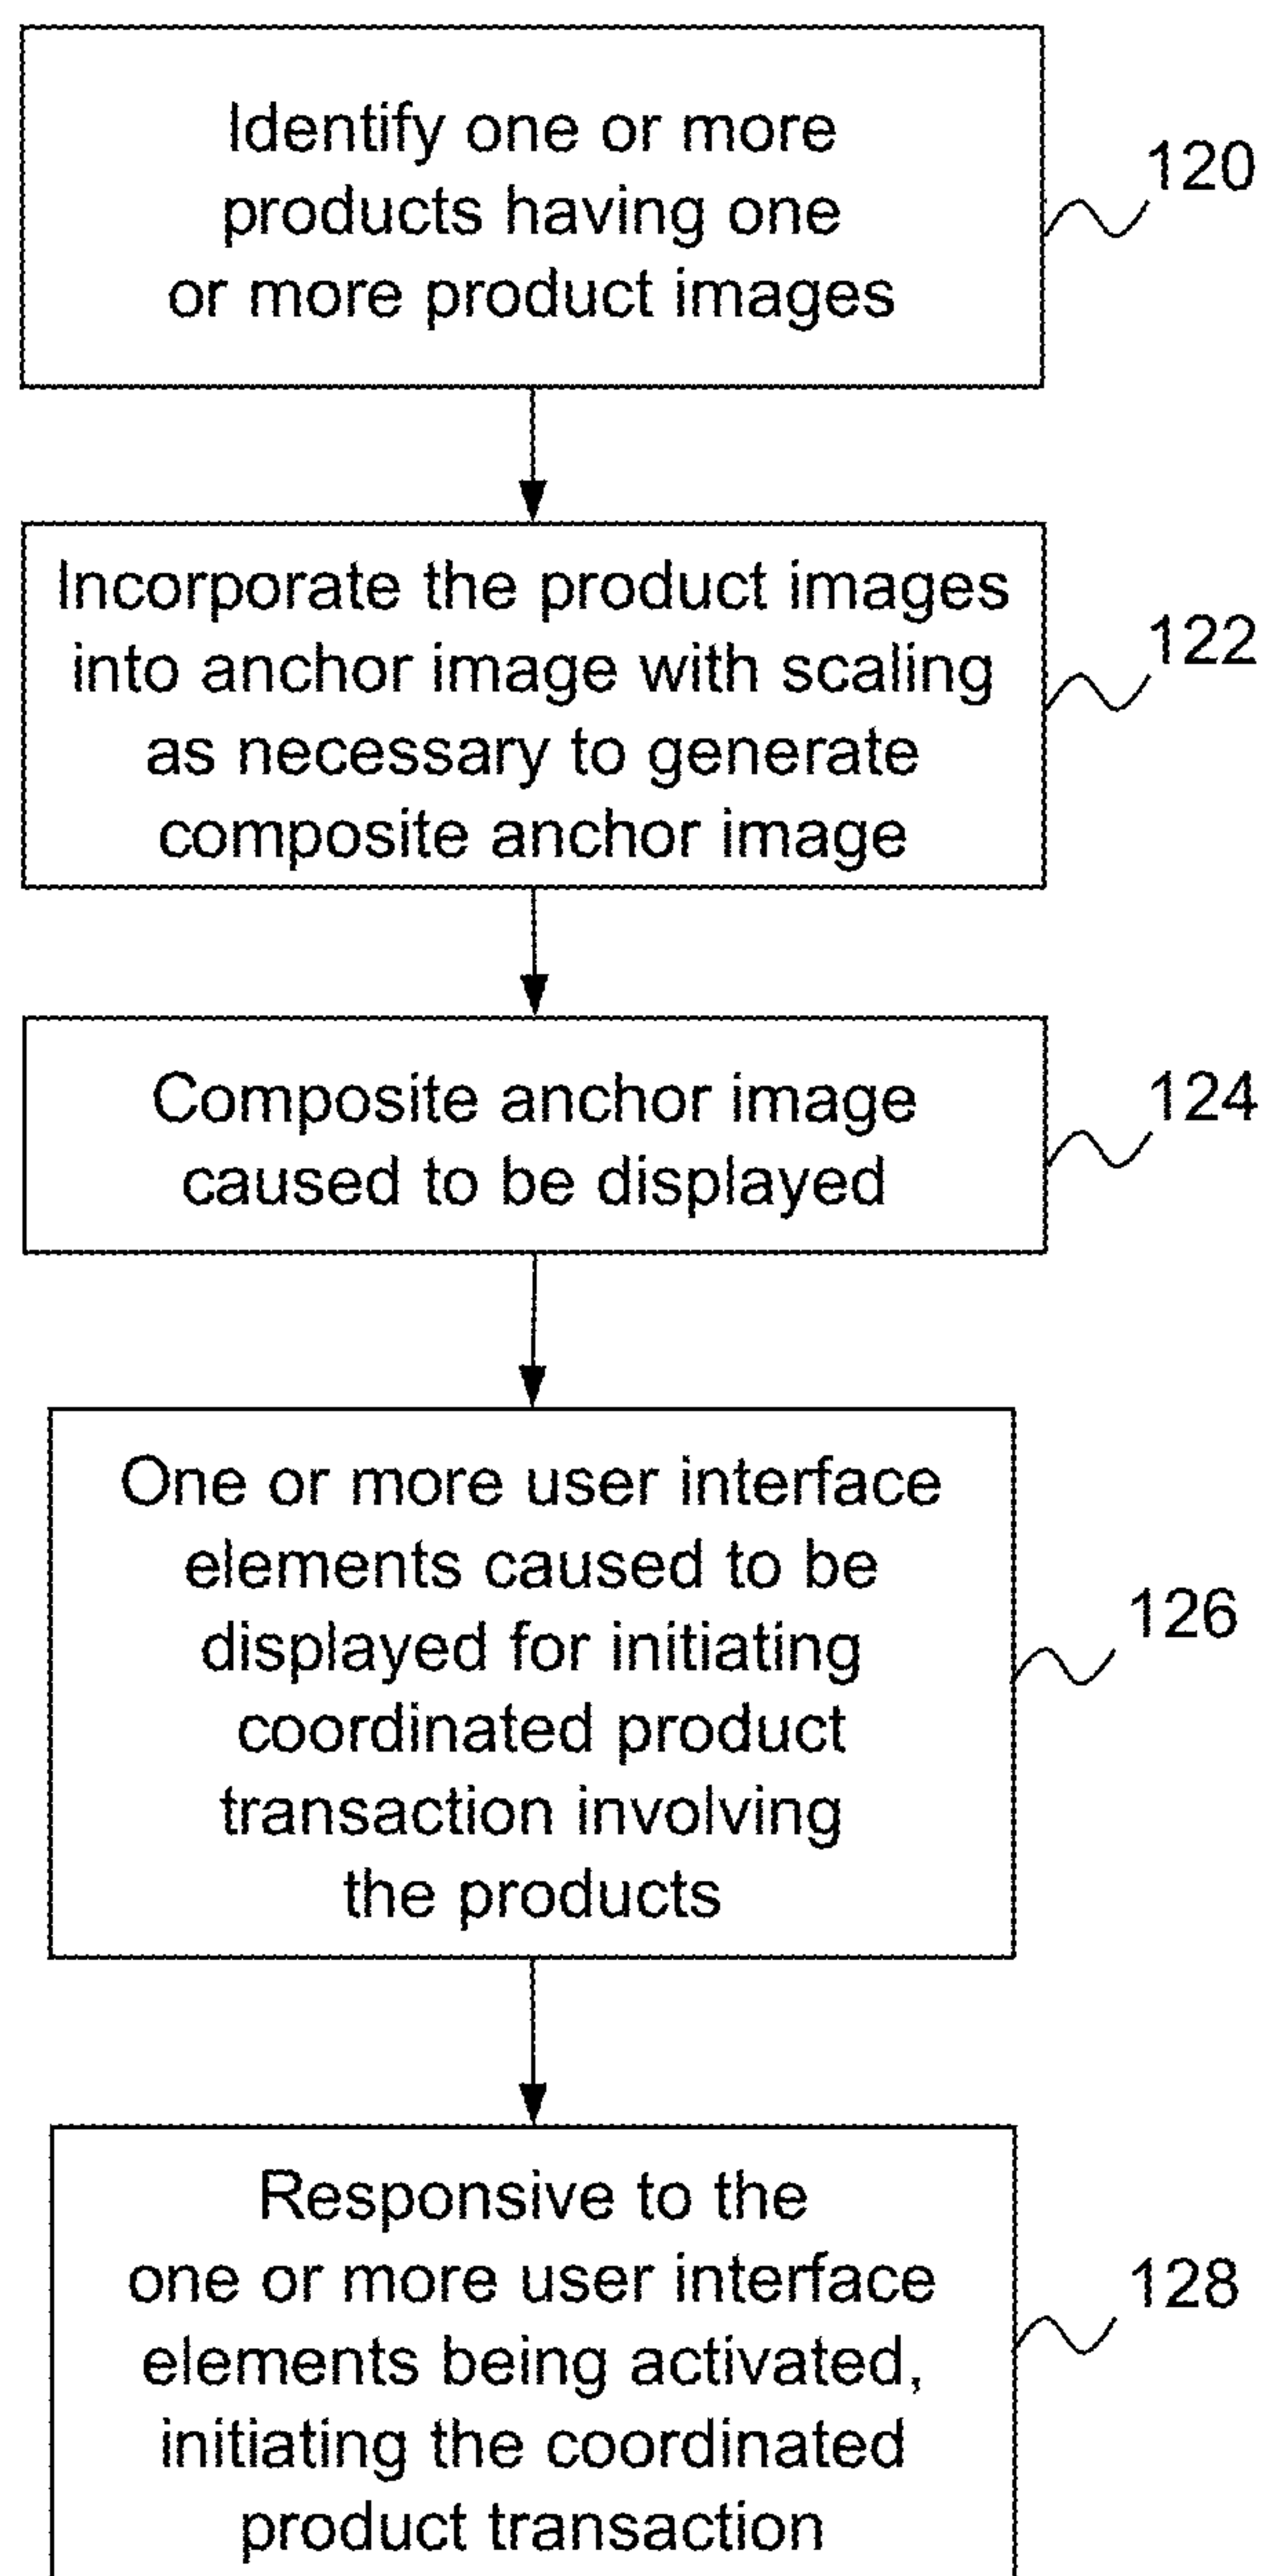 Identify one or more
products having one
or more product images
120
Incorporate the product images
into anchor image with scaling
as necessary to generate
composite anchor image
122
Composite anchor image
caused to be displayed
124
One or more user interface
elements caused to be
displayed for initiating
coordinated product
transaction involving
the products
126
Responsive to the
one or more user interface
elements being activated,
initiating the coordinated
product transaction
128